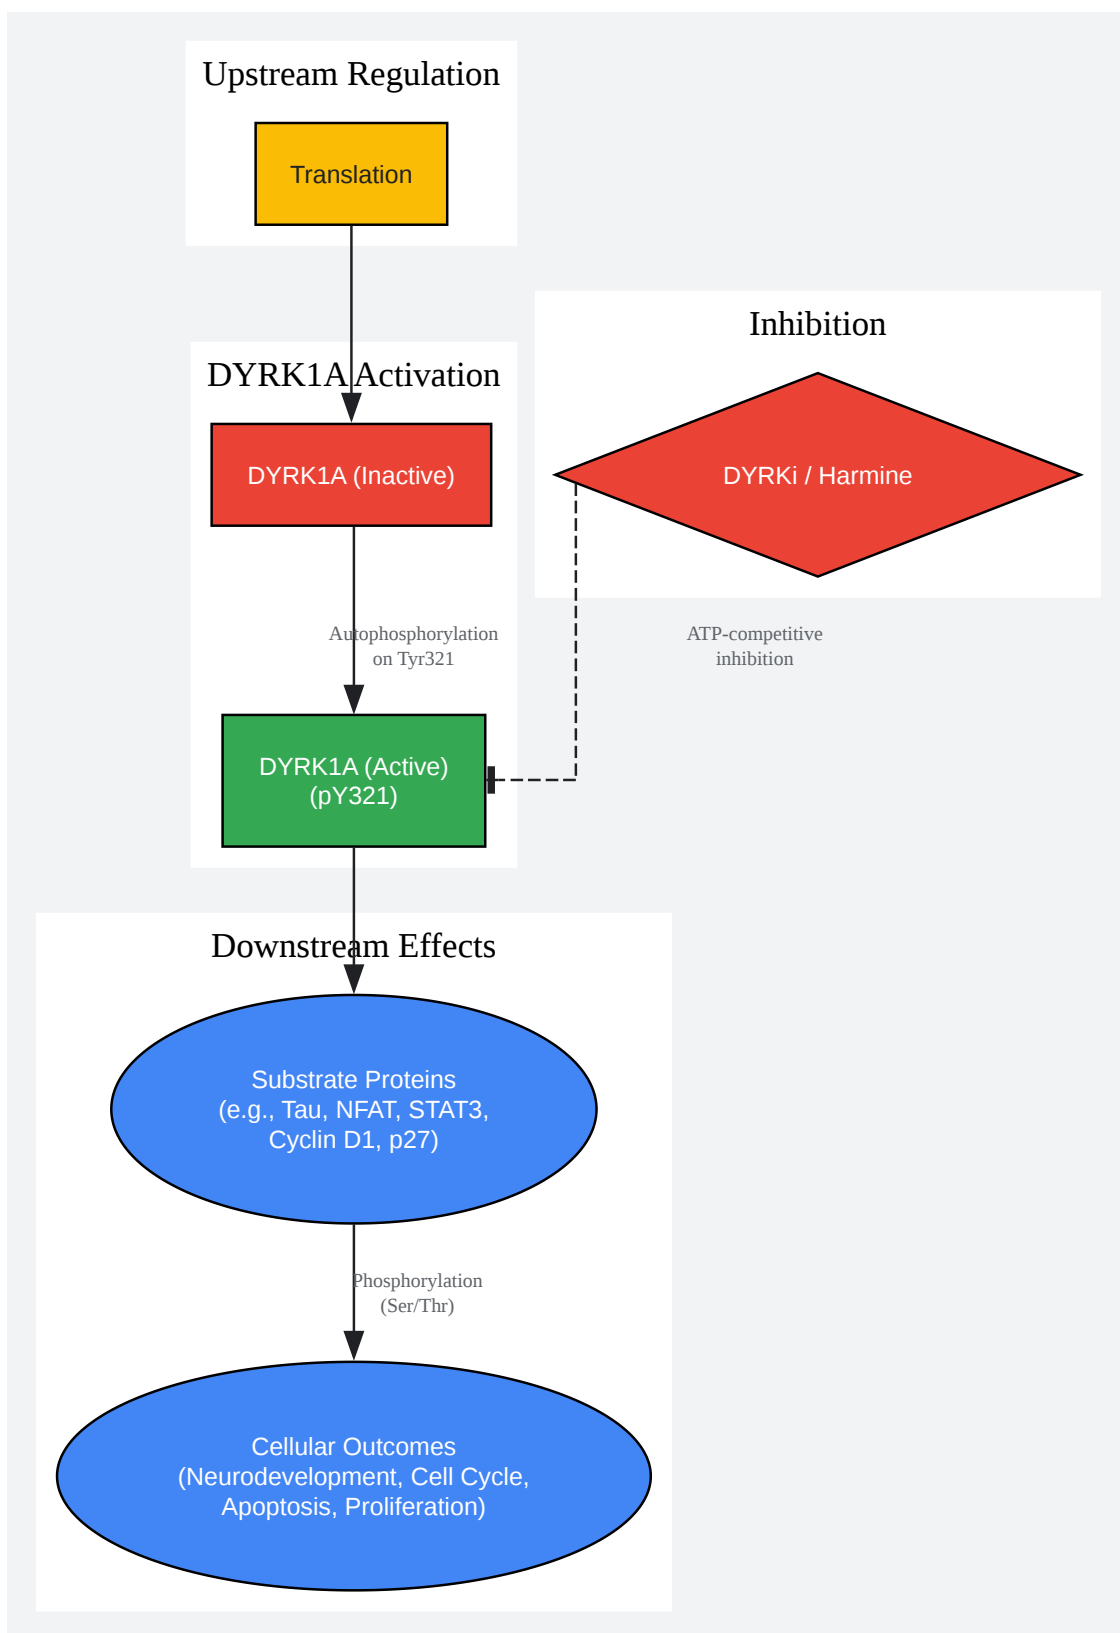 Upstream Regulation
Translation
Inhibition
DYRK1A Activation
DYRK1A (Inactive)
DYRKi / Harmine
Autophosphorylation
on Tyr321
ATP-competitive
inhibition
DYRK1A (Active)
(pY321)
Downstream Effects
Substrate Proteins
(e.g., Tau, NFAT, STAT3,
Cyclin D1, p27)
Phosphorylation
(Ser/Thr)
Cellular Outcomes
(Neurodevelopment, Cell Cycle,
Apoptosis, Proliferation)